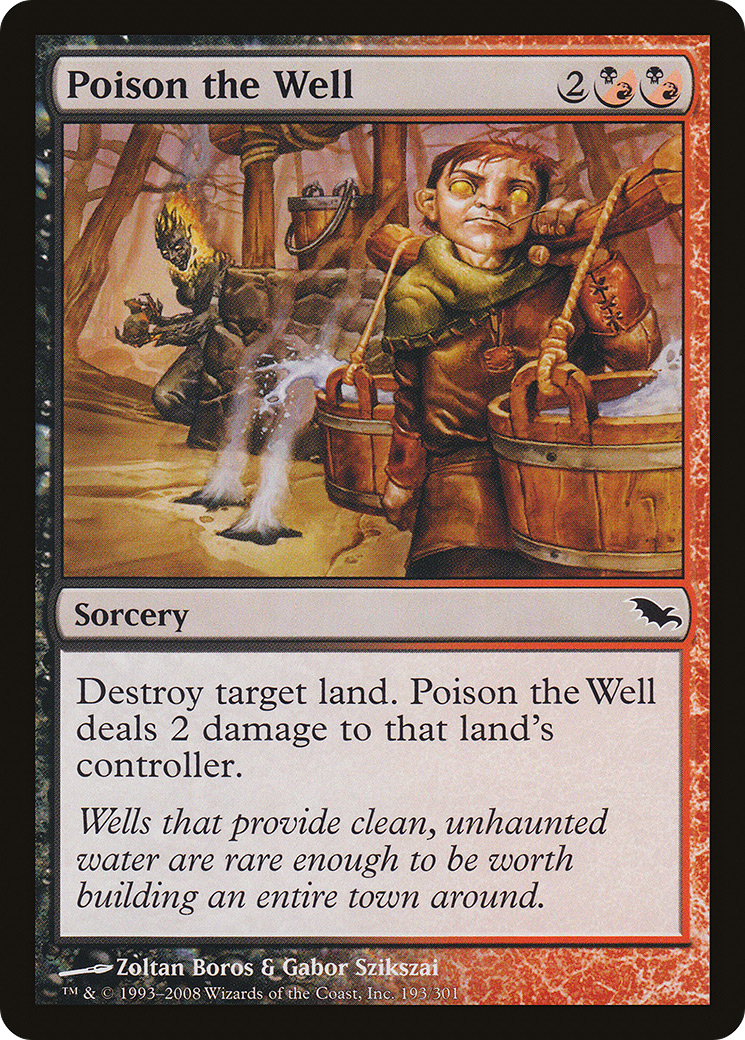 Poison the Well 2
Sorcery
Destroy target land. Poison the Well
deals 2 damage to that land's
controller.
Wells that provide clean, unhaunted
water are rare enough to be worth
building an entire town around.
Zoltan Boros & Gabor Szikszai
™ & © 1993–2008 Wizards of the Coast, Inc. 193/301